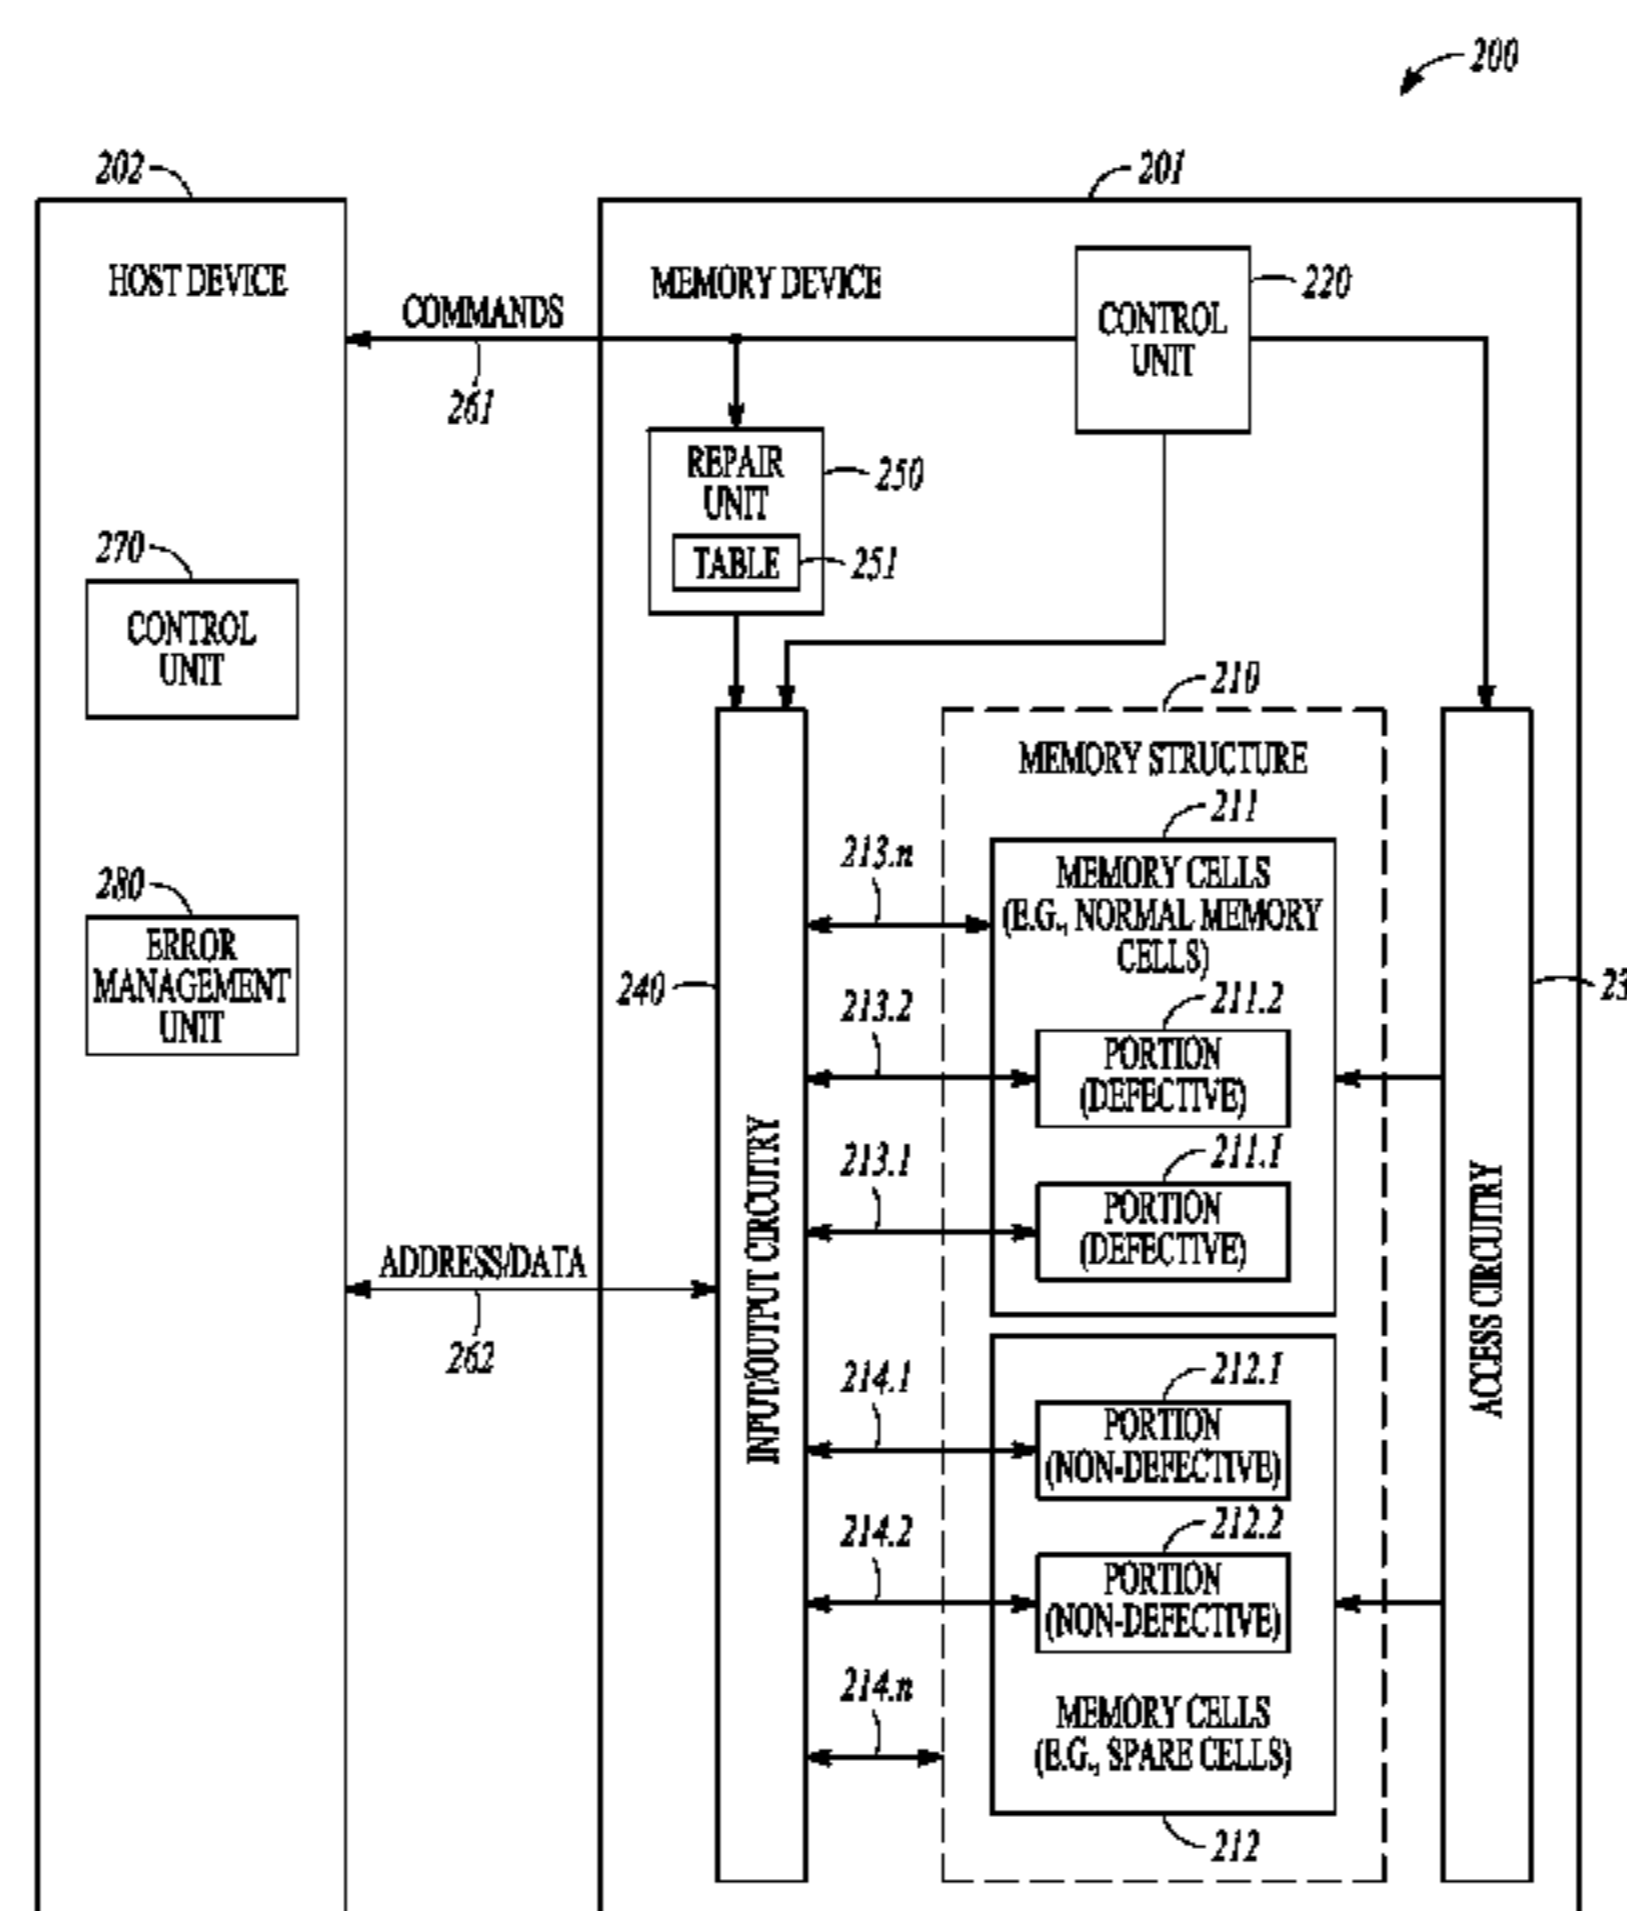 200
202
201
HOST DEVICE
MEMORY DEVICE
220
COMMANDS
CONTROL
UNIT
261
REPAIR
UNIT
250
TABLE
251
270
CONTROL
UNIT
210
MEMORY STRUCTURE
211
213.n
MEMORY CELLS
(E.G., NORMAL MEMORY
CELLS)
280
ERROR
MANAGEMENT
UNIT
240
23
213.2
211.2
PORTION
(DEFECTIVE)
213.1
211.1
PORTION
(DEFECTIVE)
INPUT/OUTPUT CIRCUITRY
ACCESS CIRCUITRY
ADDRESS/DATA
262
214.1
212.1
PORTION
(NON-DEFECTIVE)
214.2
212.2
PORTION
(NON-DEFECTIVE)
214.n
MEMORY CELLS
(E.G., SPARE CELLS)
212